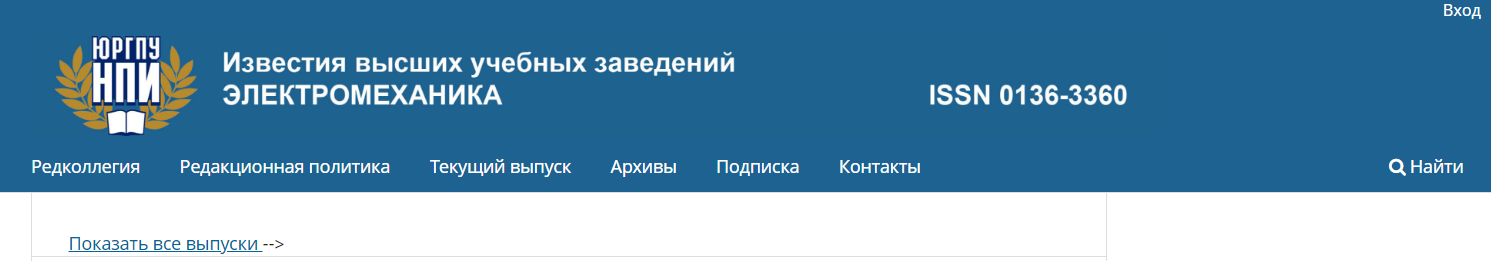 Вход
ЮРГПУ
НПИ
Известия высших учебных заведений
ЭЛЕКТРОМЕХАНИКА
ISSN 0136-3360
Редколлегия Редакционная политика Текущий выпуск Архивы Подписка Контакты Найти
Показать все выпуски -->